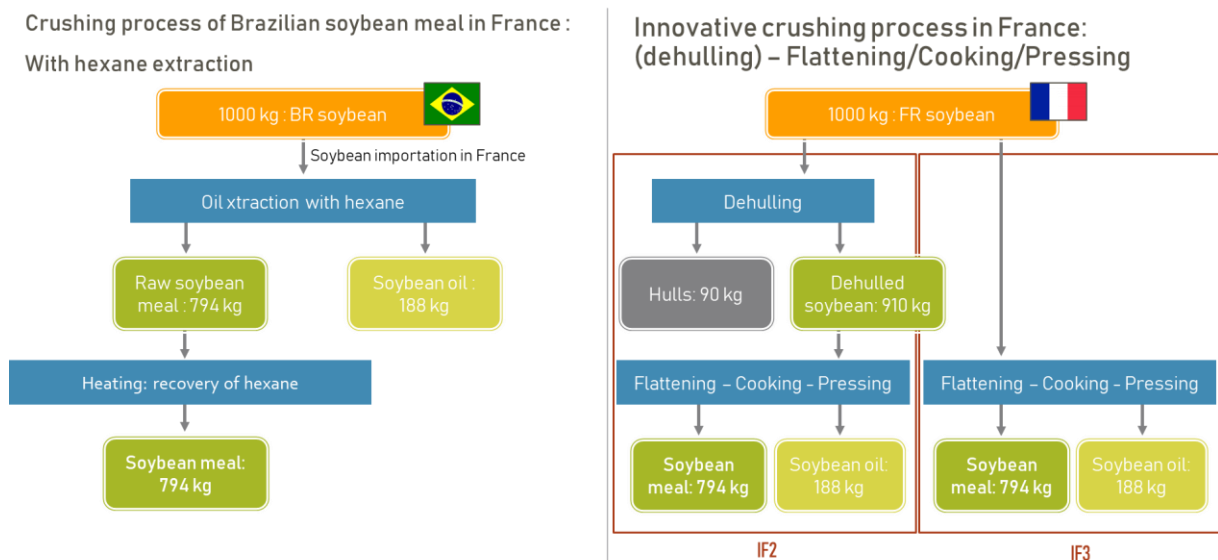 Crushing process of Brazilian soybean meal in France :
With hexane extraction
1000 kg : BR soybean
Soybean importation in France
Oil xtraction with hexane
Raw soybean
meal : 794 kg
Soybean oil :
188 kg
Heating: recovery of hexane
Soybean meal:
794 kg
Innovative crushing process in France:
(dehulling) – Flattening/Cooking/Pressing
1000 kg : FR soybean
Dehulling
Hulls: 90 kg
Dehulled
soybean: 910 kg
Flattening – Cooking - Pressing
Soybean
meal: 794 kg
Soybean oil:
188 kg
IF2
Flattening – Cooking - Pressing
Soybean
meal: 794 kg
Soybean oil:
188 kg
IF3